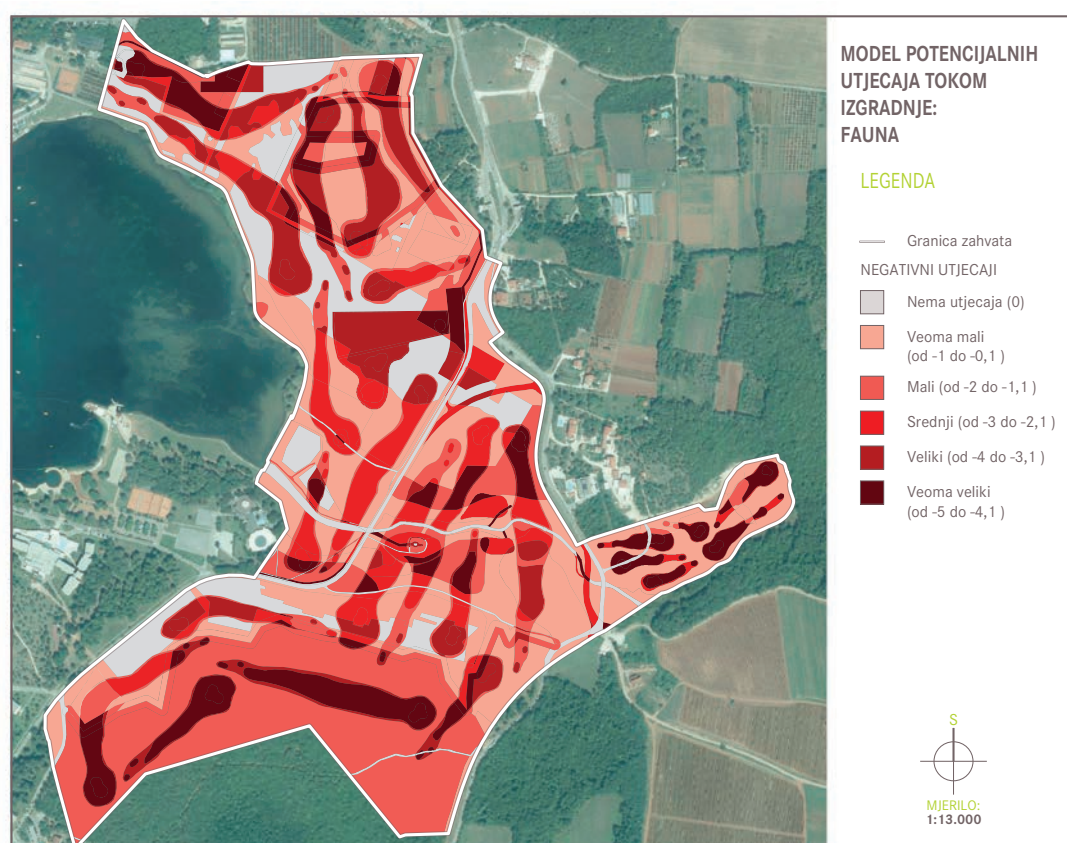 MODEL POTENCIJALNIH
UTJECAJA TOKOM
IZGRADNJE:
FAUNA
LEGENDA
Granica zahvata
NEGATIVNI UTJECAJI
Nema utjecaja (0)
Veoma mali
(od -1 do -0,1 )
Mali (od -2 do -1,1 )
Srednji (od -3 do -2,1 )
Veliki (od -4 do -3,1 )
Veoma veliki
(od -5 do -4,1 )
S
MJERILO:
1:13.000